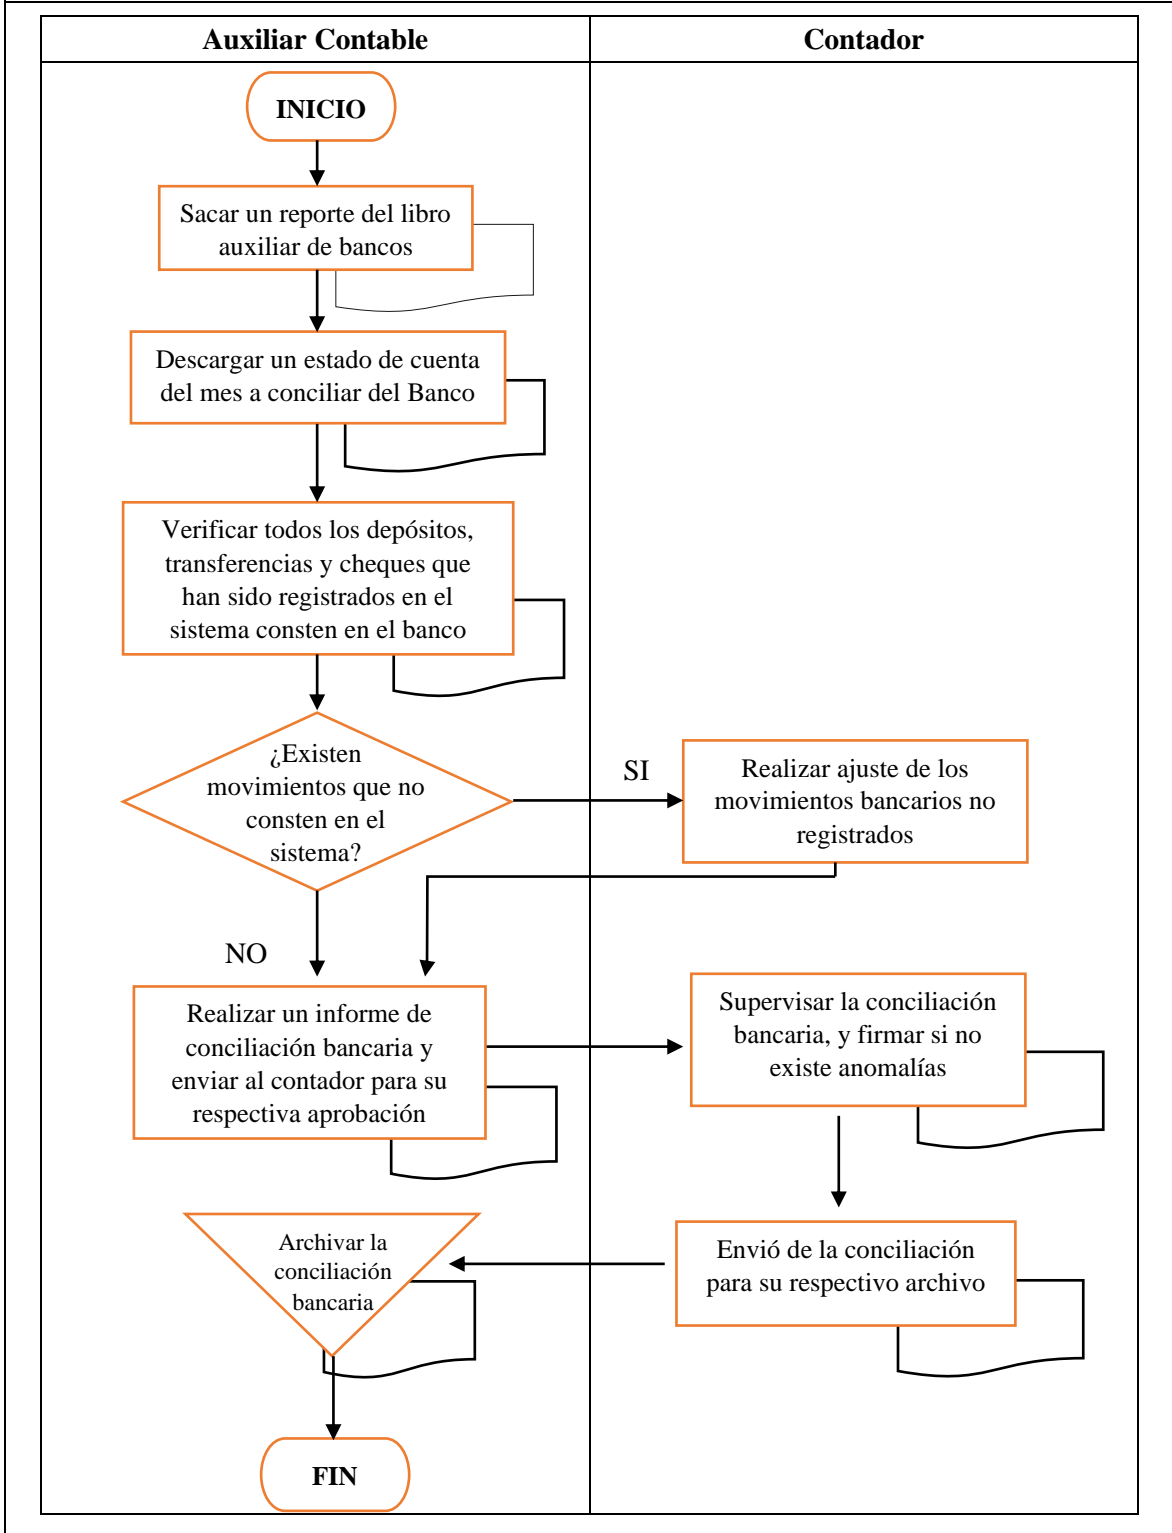 Auxiliar Contable
Contador
INICIO
Sacar un reporte del libro
auxiliar de bancos
Descargar un estado de cuenta
del mes a conciliar del Banco
Verificar todos los depósitos,
transferencias y cheques que
han sido registrados en el
sistema consten en el banco
¿Existen
movimientos que no
consten en el
sistema?
SI
Realizar ajuste de los
movimientos bancarios no
registrados
NO
Realizar un informe de
conciliación bancaria y
enviar al contador para su
respectiva aprobación
Supervisar la conciliación
bancaria, y firmar si no
existe anomalías
Envió de la conciliación
para su respectivo archivo
Archivar la
conciliación
bancaria
FIN